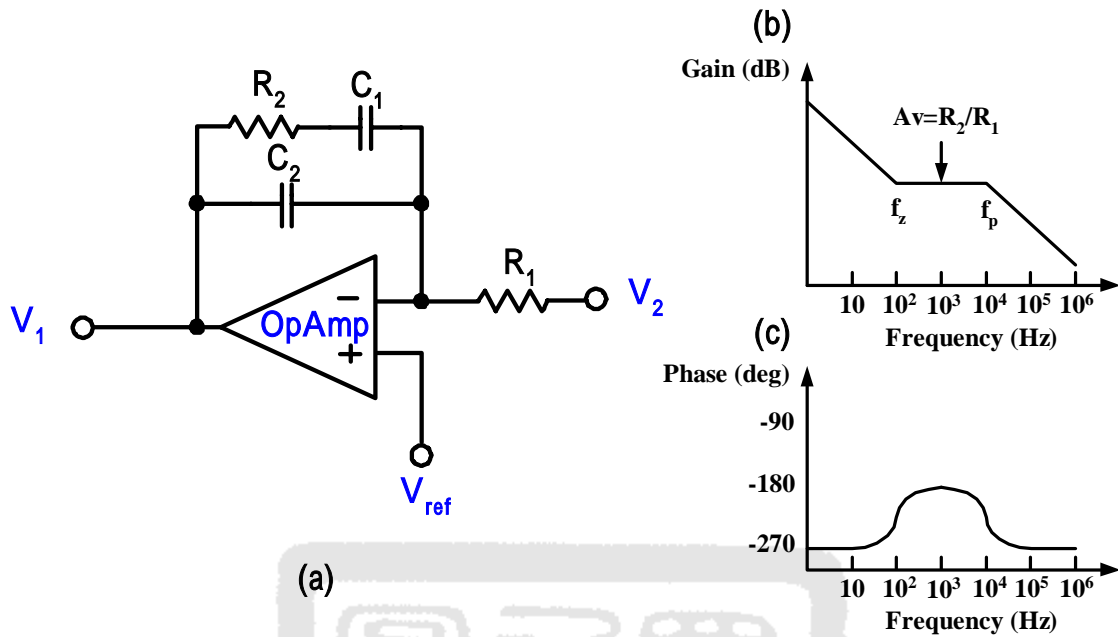 (a)
R₂
C₁
C₂
R₁
V₁
V₂
OpAmp
−
+
Vref
(b)
Gain (dB)
Av=R₂/R₁
fz
fp
10 10² 10³ 10⁴ 10⁵ 10⁶
Frequency (Hz)
(c)
Phase (deg)
-90
-180
-270
10 10² 10³ 10⁴ 10⁵ 10⁶
Frequency (Hz)